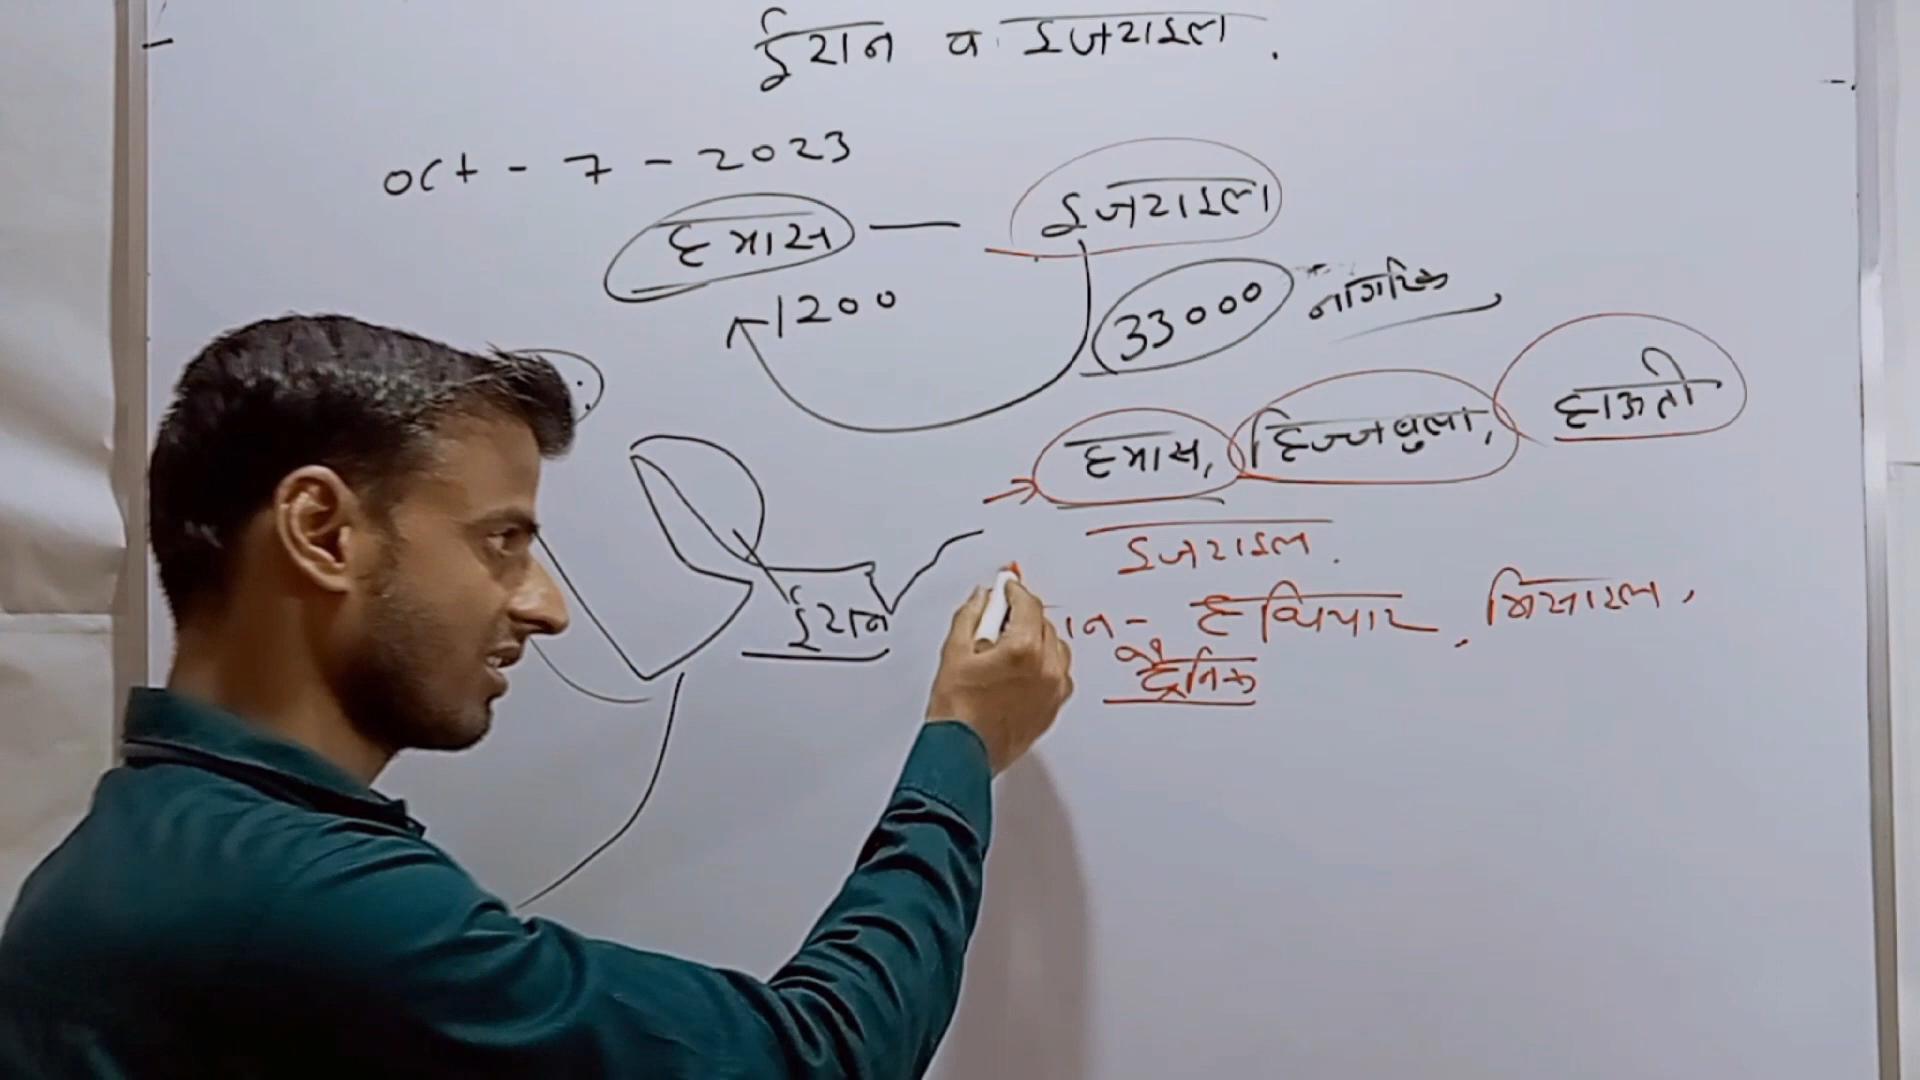 ईरान व इजराइल.
Oct - 7 - 2023
हमास — इजराइल
1200
33000 नागरिक
हमास, हिज्जबुला, हाऊती
इजराइल.
ईरान
ान - हथियार, मिसाइल,